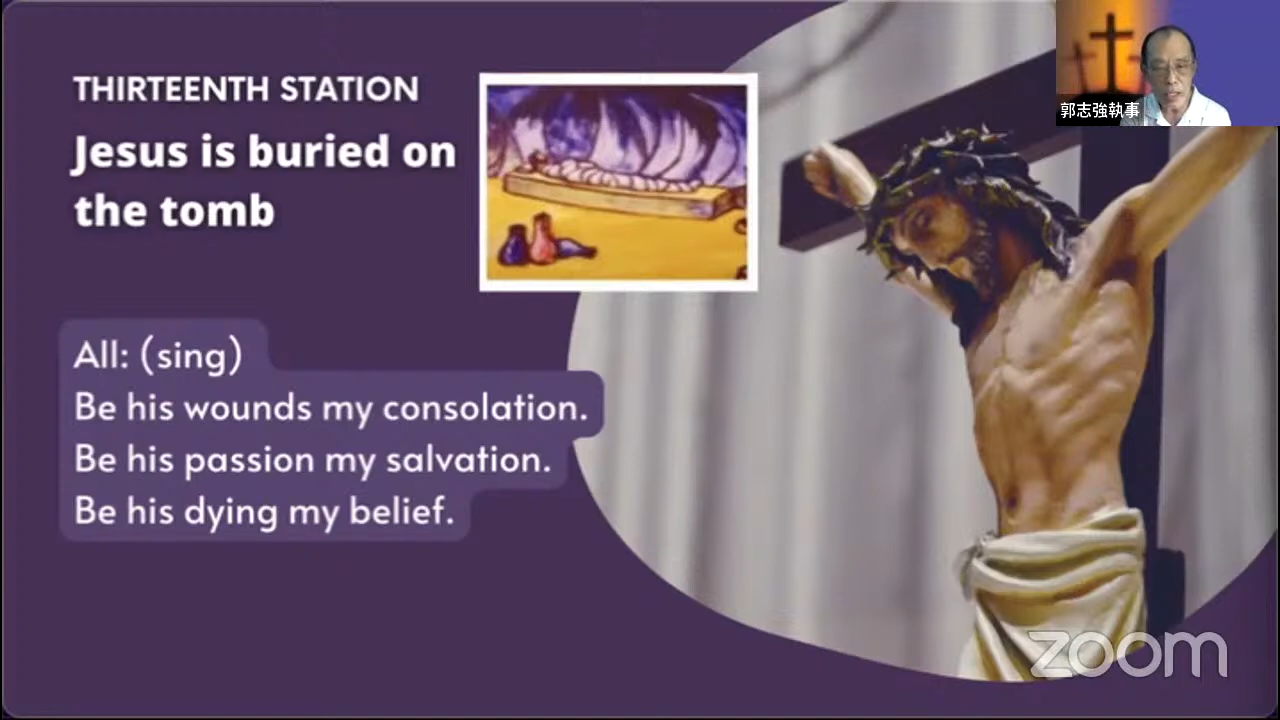 THIRTEENTH STATION
Jesus is buried on
the tomb
All: (sing)
Be his wounds my consolation.
Be his passion my salvation.
Be his dying my belief.
郭志強執事
zoom